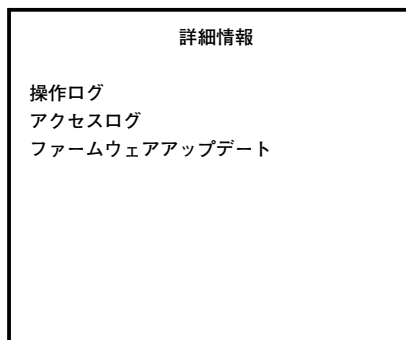 詳細情報
操作ログ
アクセスログ
ファームウェアアップデート